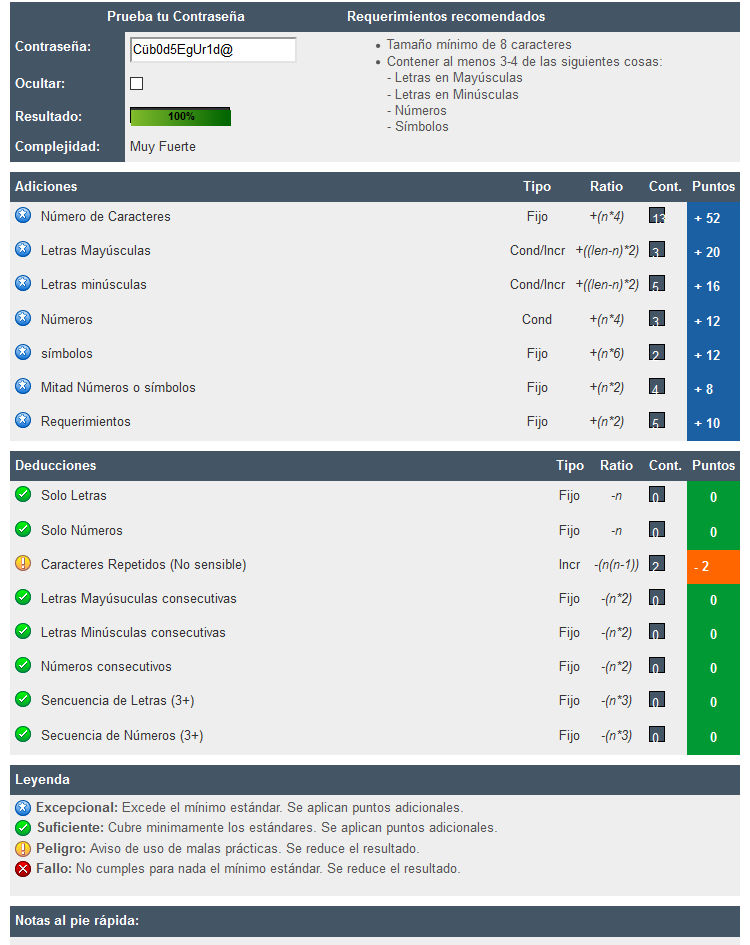 Prueba tu Contraseña Requerimientos recomendados
Contraseña: Cüb0d5EgUr1d@
• Tamaño mínimo de 8 caracteres
• Contener al menos 3-4 de las siguientes cosas:
- Letras en Mayúsculas
- Letras en Minúsculas
- Números
- Símbolos
Ocultar:
Resultado: 100%
Complejidad: Muy Fuerte
Adiciones Tipo Ratio Cont. Puntos
Número de Caracteres Fijo +(n*4) 13 + 52
Letras Mayúsculas Cond/Incr +((len-n)*2) 3 + 20
Letras minúsculas Cond/Incr +((len-n)*2) 5 + 16
Números Cond +(n*4) 3 + 12
símbolos Fijo +(n*6) 2 + 12
Mitad Números o símbolos Fijo +(n*2) 4 + 8
Requerimientos Fijo +(n*2) 5 + 10
Deducciones Tipo Ratio Cont. Puntos
Solo Letras Fijo -n 0 0
Solo Números Fijo -n 0 0
Caracteres Repetidos (No sensible) Incr -(n(n-1)) 2 - 2
Letras Mayúsuculas consecutivas Fijo -(n*2) 0 0
Letras Minúsculas consecutivas Fijo -(n*2) 0 0
Números consecutivos Fijo -(n*2) 0 0
Sencuencia de Letras (3+) Fijo -(n*3) 0 0
Secuencia de Números (3+) Fijo -(n*3) 0 0
Leyenda
Excepcional: Excede el mínimo estándar. Se aplican puntos adicionales.
Suficiente: Cubre minimamente los estándares. Se aplican puntos adicionales.
Peligro: Aviso de uso de malas prácticas. Se reduce el resultado.
Fallo: No cumples para nada el mínimo estándar. Se reduce el resultado.
Notas al pie rápida: